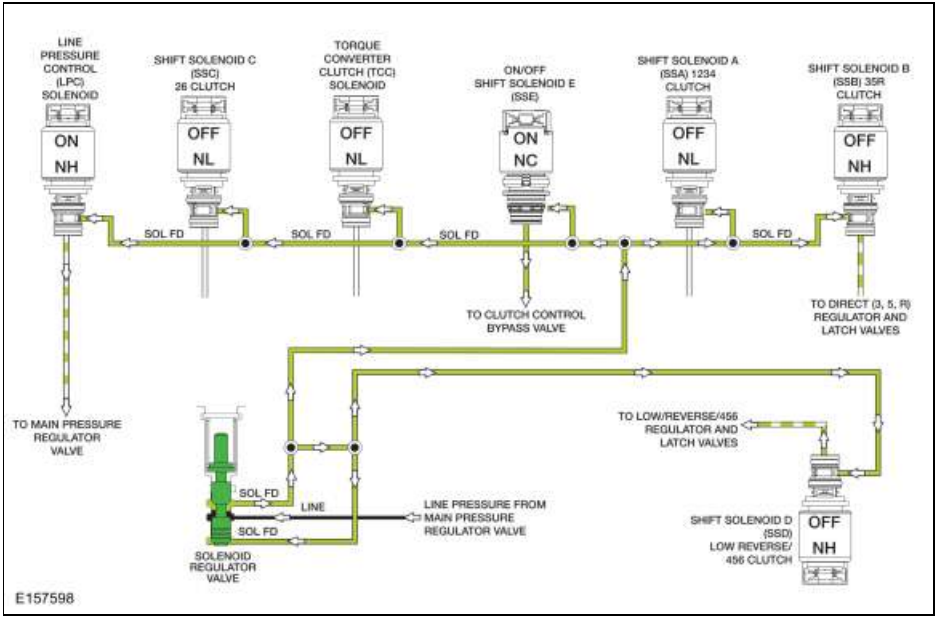 LINE
PRESSURE
CONTROL
(LPC)
SOLENOID
ON
NH
SHIFT SOLENOID C
(SSC)
26 CLUTCH
OFF
NL
TORQUE
CONVERTER
CLUTCH (TCC)
SOLENOID
OFF
NL
ON/OFF
SHIFT SOLENOID E
(SSE)
ON
NC
SHIFT SOLENOID A
(SSA) 1234
CLUTCH
OFF
NL
SHIFT SOLENOID B
(SSB) 35R
CLUTCH
OFF
NH
SOL FD
SOL FD
SOL FD
SOL FD
TO CLUTCH CONTROL
BYPASS VALVE
TO DIRECT (3, 5, R)
REGULATOR AND
LATCH VALVES
TO MAIN PRESSURE
REGULATOR
VALVE
TO LOW/REVERSE/456
REGULATOR AND
LATCH VALVES
SOL FD
LINE
LINE PRESSURE FROM
MAIN PRESSURE
REGULATOR VALVE
SOL FD
SOLENOID
REGULATOR
VALVE
SHIFT SOLENOID D
(SSD)
LOW REVERSE/
456 CLUTCH
OFF
NH
E157598